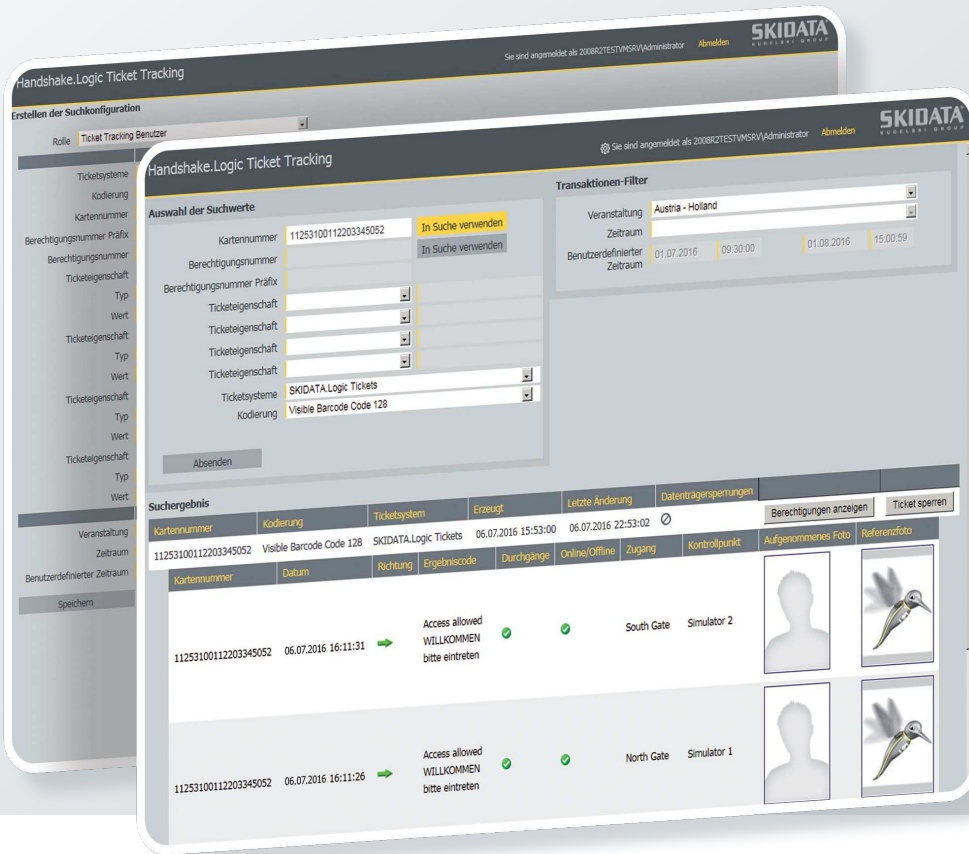 Handshake.Logic Ticket Tracking
Sie sind angemeldet als 2008R2TESTVMSRV\Administrator Abmelden
SKIDATA
KUDELSKI GROUP
Erstellen der Suchkonfiguration
Rolle Ticket Tracking Benutzer
Ticketsysteme
Kodierung
Kartennummer
Berechtigungsnummer Präfix
Berechtigungsnummer
Ticketeigenschaft
Typ
Wert
Ticketeigenschaft
Typ
Wert
Ticketeigenschaft
Typ
Wert
Ticketeigenschaft
Typ
Wert
Veranstaltung
Zeitraum
Benutzerdefinierter Zeitraum
Speichern
Handshake.Logic Ticket Tracking
Sie sind angemeldet als 2008R2TESTVMSRV\Administrator Abmelden
SKIDATA
KUDELSKI GROUP
Auswahl der Suchwerte
Kartennummer 11253100112203345052 In Suche verwenden
Berechtigungsnummer In Suche verwenden
Berechtigungsnummer Präfix
Ticketeigenschaft
Ticketeigenschaft
Ticketeigenschaft
Ticketeigenschaft
Ticketsysteme SKIDATA.Logic Tickets
Kodierung Visible Barcode Code 128
Absenden
Transaktionen-Filter
Veranstaltung Austria - Holland
Zeitraum
Benutzerdefinierter 01.07.2016 09:30:00 01.08.2016 15:00:59
Zeitraum
Suchergebnis
Kartennummer Kodierung Ticketsystem Erzeugt Letzte Änderung Datenträgersperrungen
11253100112203345052 Visible Barcode Code 128 SKIDATA.Logic Tickets 06.07.2016 15:53:00 06.07.2016 22:53:02 Berechtigungen anzeigen Ticket sperren
Kartennummer Datum Richtung Ergebniscode Durchgänge Online/Offline Zugang Kontrollpunkt Aufgenommenes Foto Referenzfoto
Access allowed
11253100112203345052 06.07.2016 16:11:31 WILLKOMMEN South Gate Simulator 2
bitte eintreten
Access allowed
11253100112203345052 06.07.2016 16:11:26 WILLKOMMEN North Gate Simulator 1
bitte eintreten